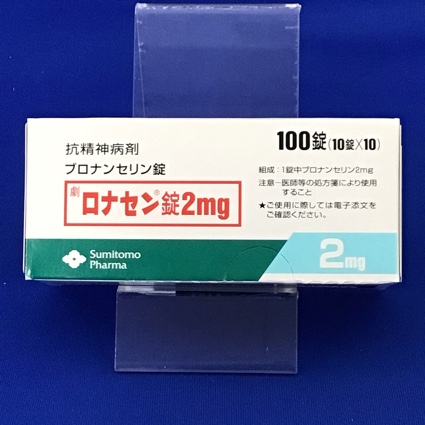 抗精神病剤
ブロナンセリン錠
劇 ロナセン®錠2mg
Sumitomo
Pharma
100錠(10錠×10)
組成:1錠中ブロナンセリン2mg
注意-医師等の処方箋により使用
すること
★ご使用に際しては電子添文を
ご確認ください。
2mg